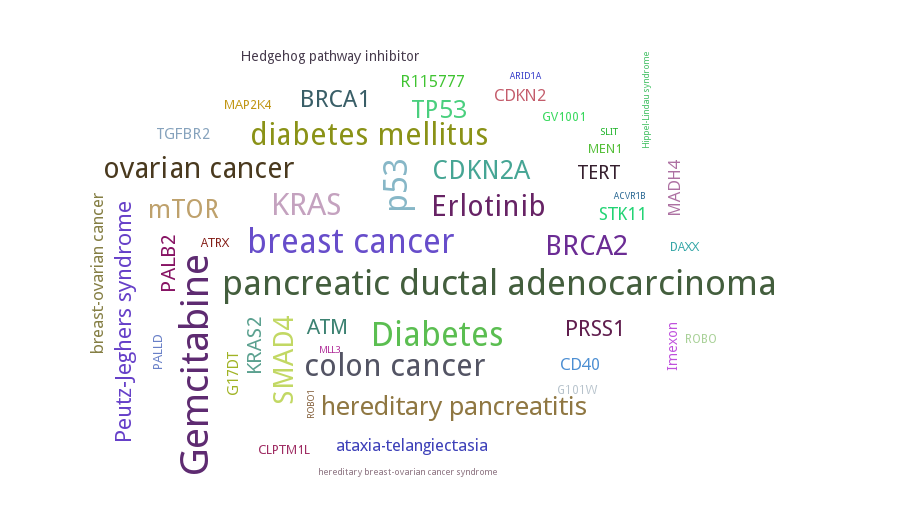 Hedgehog pathway inhibitor
ARID1A
R115777
Hippel-Lindau syndrome
CDKN2
BRCA1
MAP2K4
TP53
GV1001
SLIT
TGFBR2
diabetes mellitus
MEN1
ovarian cancer
p53
CDKN2A
TERT
MADH4
ACVR1B
mTOR
KRAS
Erlotinib
STK11
breast-ovarian cancer
Peutz-Jeghers syndrome
PALB2
ATRX
breast cancer
BRCA2
DAXX
Gemcitabine
pancreatic ductal adenocarcinoma
PALLD
G17DT
KRAS2
SMAD4
ATM
MLL3
Diabetes
PRSS1
Imexon
ROBO
colon cancer
CD40
G101VV
ROBO1
hereditary pancreatitis
CLPTM1L
ataxia-telangiectasia
hereditary breast-ovarian cancer syndrome